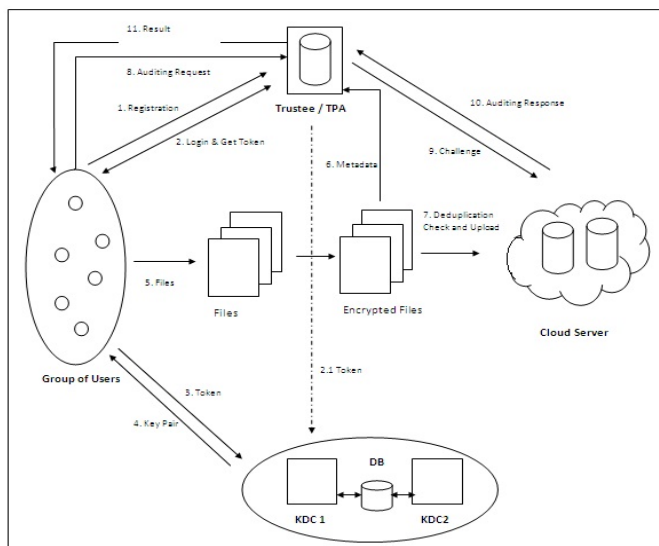 11. Result
8. Auditing Request
1. Registration
Trustee / TPA
10. Auditing Response
2. Login & Get Token
9. Challenge
6. Metadata
7. Deduplication
Check and Upload
5. Files
Files
Encrypted Files
Cloud Server
Group of Users
2.1 Token
3. Token
4. Key Pair
DB
KDC 1
KDC2